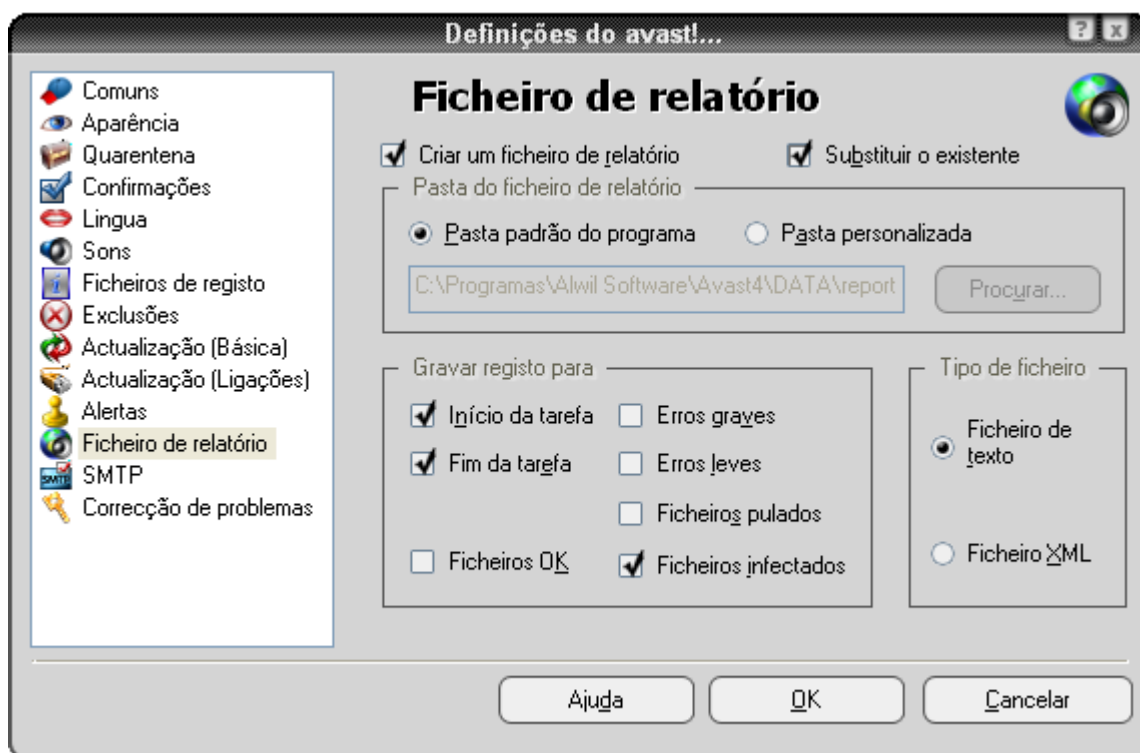 Definições do avast!...
Comuns
Aparência
Quarentena
Confirmações
Lingua
Sons
Ficheiros de registo
Exclusões
Actualização (Básica)
Actualização (Ligações)
Alertas
Ficheiro de relatório
SMTP
Correcção de problemas
Ficheiro de relatório
Criar um ficheiro de relatório
Substituir o existente
Pasta do ficheiro de relatório
Pasta padrão do programa
Pasta personalizada
C:\Programas\Alwil Software\Avast4\DATA\report
Procurar...
Gravar registo para
Início da tarefa
Erros graves
Fim da tarefa
Erros leves
Ficheiros pulados
Ficheiros OK
Ficheiros infectados
Tipo de ficheiro
Ficheiro de
texto
Ficheiro XML
Ajuda
OK
Cancelar